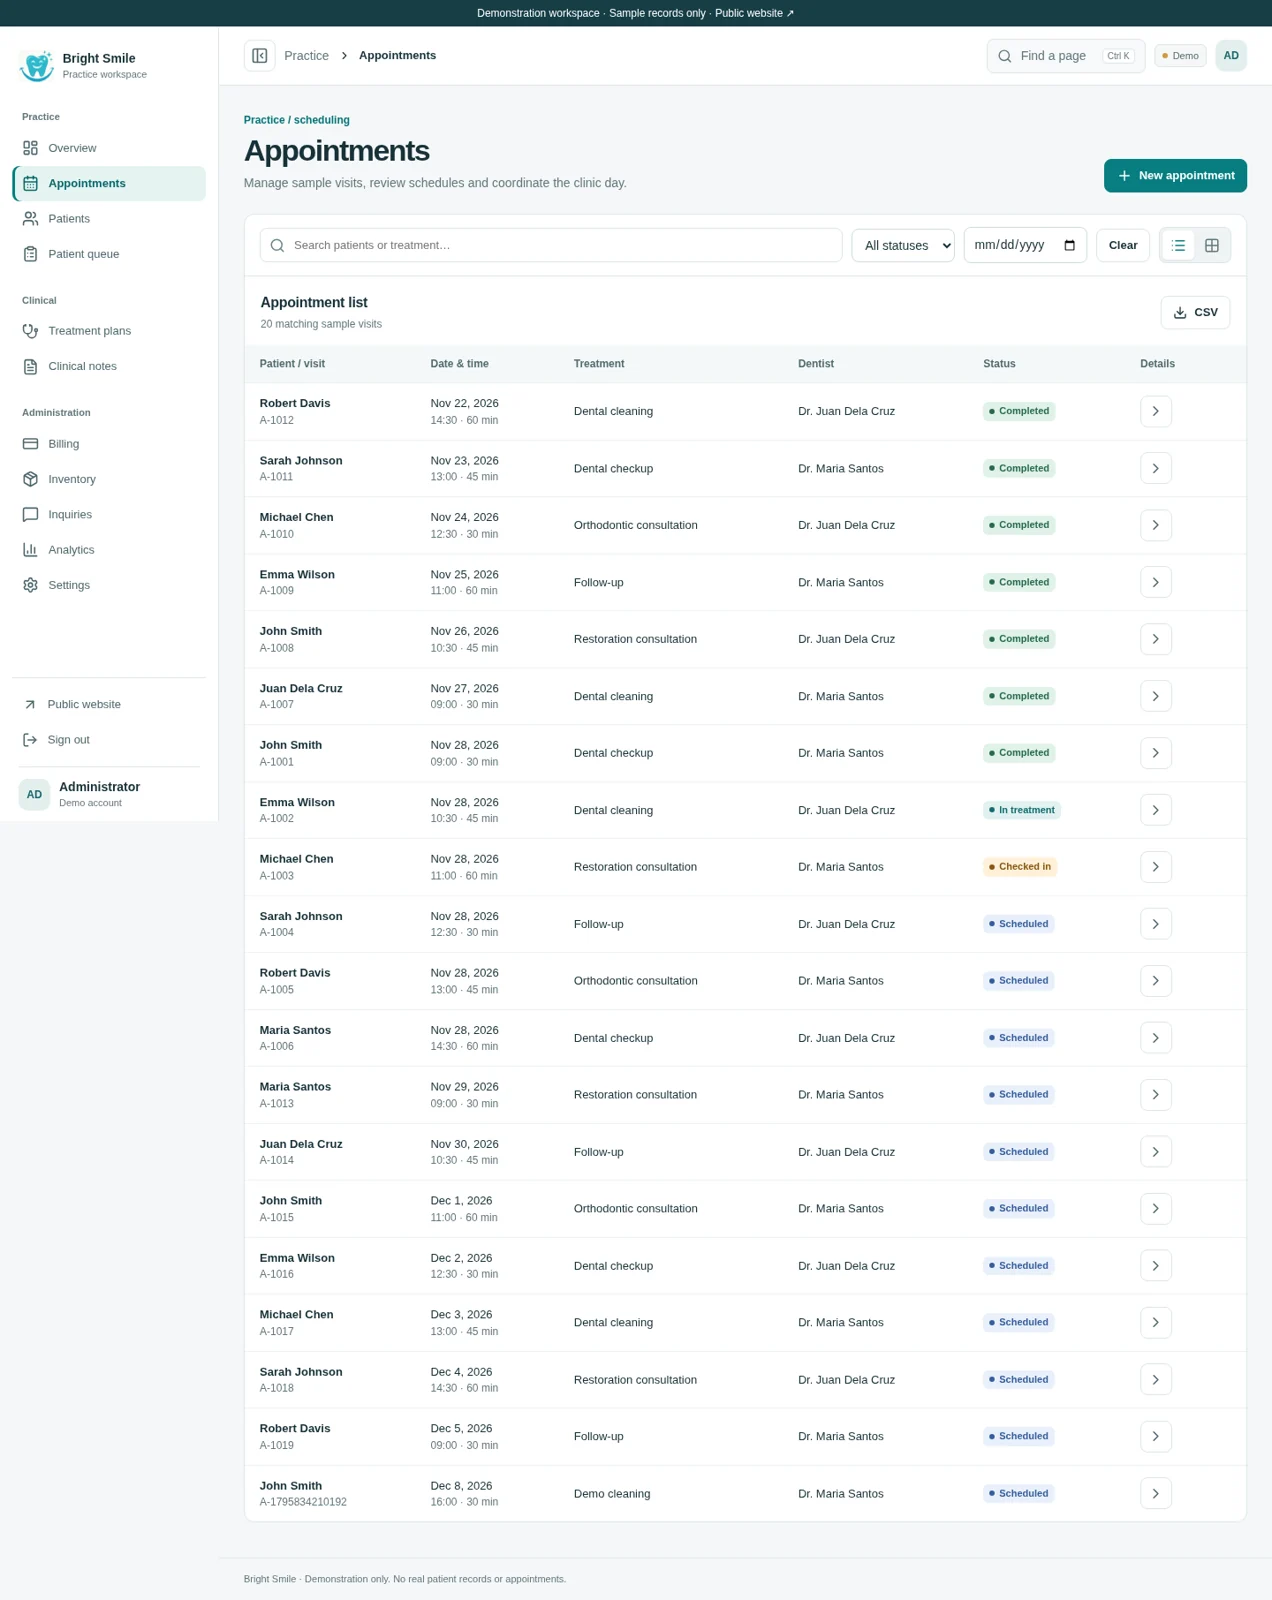 Demonstration workspace · Sample records only · Public website ↗
Bright Smile
Practice workspace
Practice
Overview
Appointments
Patients
Patient queue
Clinical
Treatment plans
Clinical notes
Administration
Billing
Inventory
Inquiries
Analytics
Settings
Public website
Sign out
AD
Administrator
Demo account
Practice > Appointments
Find a page
Ctrl K
Demo
AD
Practice / scheduling
Appointments
Manage sample visits, review schedules and coordinate the clinic day.
New appointment
Search patients or treatment…
All statuses
mm/dd/yyyy
Clear
Appointment list
20 matching sample visits
CSV
Patient / visit Date & time Treatment Dentist Status Details
Robert Davis Nov 22, 2026 Dental cleaning Dr. Juan Dela Cruz Completed
A-1012 14:30 · 60 min
Sarah Johnson Nov 23, 2026 Dental checkup Dr. Maria Santos Completed
A-1011 13:00 · 45 min
Michael Chen Nov 24, 2026 Orthodontic consultation Dr. Juan Dela Cruz Completed
A-1010 12:30 · 30 min
Emma Wilson Nov 25, 2026 Follow-up Dr. Maria Santos Completed
A-1009 11:00 · 60 min
John Smith Nov 26, 2026 Restoration consultation Dr. Juan Dela Cruz Completed
A-1008 10:30 · 45 min
Juan Dela Cruz Nov 27, 2026 Dental cleaning Dr. Maria Santos Completed
A-1007 09:00 · 30 min
John Smith Nov 28, 2026 Dental checkup Dr. Maria Santos Completed
A-1001 09:00 · 30 min
Emma Wilson Nov 28, 2026 Dental cleaning Dr. Juan Dela Cruz In treatment
A-1002 10:30 · 45 min
Michael Chen Nov 28, 2026 Restoration consultation Dr. Maria Santos Checked in
A-1003 11:00 · 60 min
Sarah Johnson Nov 28, 2026 Follow-up Dr. Juan Dela Cruz Scheduled
A-1004 12:30 · 30 min
Robert Davis Nov 28, 2026 Orthodontic consultation Dr. Maria Santos Scheduled
A-1005 13:00 · 45 min
Maria Santos Nov 28, 2026 Dental checkup Dr. Juan Dela Cruz Scheduled
A-1006 14:30 · 60 min
Maria Santos Nov 29, 2026 Restoration consultation Dr. Maria Santos Scheduled
A-1013 09:00 · 30 min
Juan Dela Cruz Nov 30, 2026 Follow-up Dr. Juan Dela Cruz Scheduled
A-1014 10:30 · 45 min
John Smith Dec 1, 2026 Orthodontic consultation Dr. Maria Santos Scheduled
A-1015 11:00 · 60 min
Emma Wilson Dec 2, 2026 Dental checkup Dr. Juan Dela Cruz Scheduled
A-1016 12:30 · 30 min
Michael Chen Dec 3, 2026 Dental cleaning Dr. Maria Santos Scheduled
A-1017 13:00 · 45 min
Sarah Johnson Dec 4, 2026 Restoration consultation Dr. Juan Dela Cruz Scheduled
A-1018 14:30 · 60 min
Robert Davis Dec 5, 2026 Follow-up Dr. Maria Santos Scheduled
A-1019 09:00 · 30 min
John Smith Dec 8, 2026 Demo cleaning Dr. Maria Santos Scheduled
A-1795834210192 16:00 · 30 min
Bright Smile · Demonstration only. No real patient records or appointments.